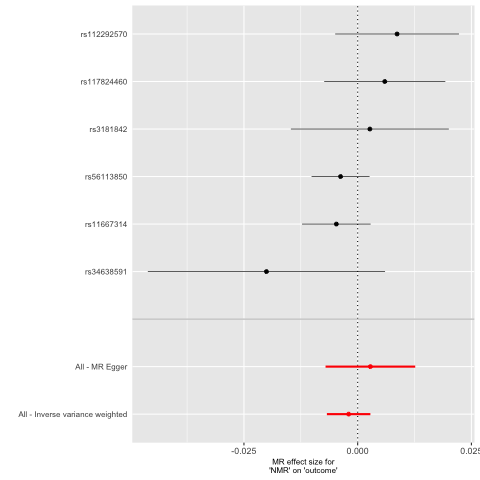 rs112292570
rs117824460
rs3181842
rs56113850
rs11667314
rs34638591
All - MR Egger
All - Inverse variance weighted
-0.025
0.000
0.025
MR effect size for
'NMR' on 'outcome'